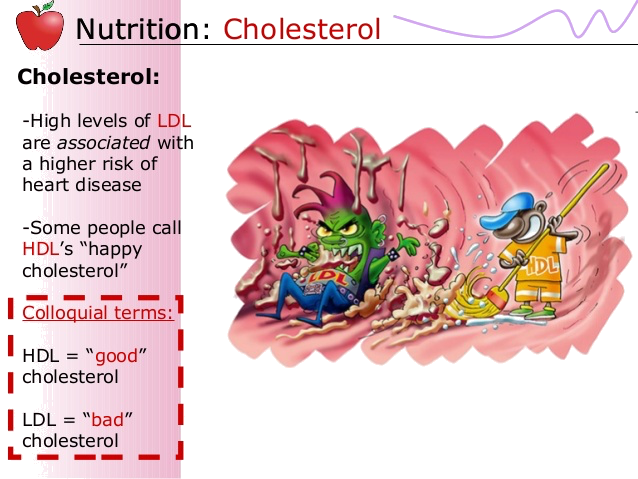 Nutrition: Cholesterol
Cholesterol:
-High levels of LDL
are associated with
a higher risk of
heart disease
-Some people call
HDL’s “happy
cholesterol”
Colloquial terms:
HDL = “good”
cholesterol
LDL = “bad”
cholesterol
LDL
HDL